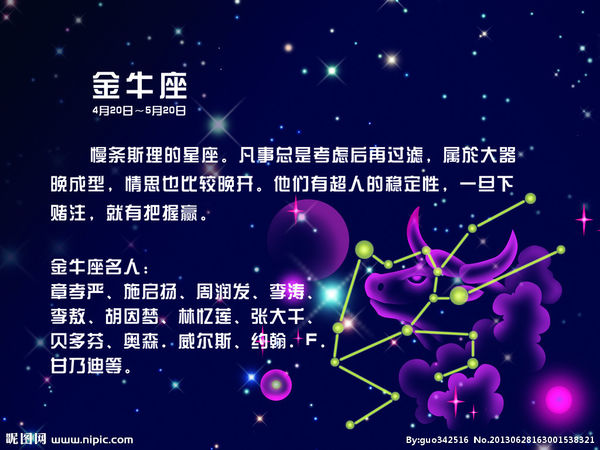 金牛座
4月20日～5月20日
慢条斯理的星座。凡事总是考虑后再过滤，属於大器
晚成型，情思也比较晚开。他们有超人的稳定性，一旦下
赌注，就有把握赢。
金牛座名人：
章孝严、施启扬、周润发、李涛、
李敖、胡因梦、林忆莲、张大千、
贝多芬、奥森．威尔斯、约翰．F．
甘乃迪等。
昵图网 www.nipic.com
By:guo342516 No.20130628163001538321